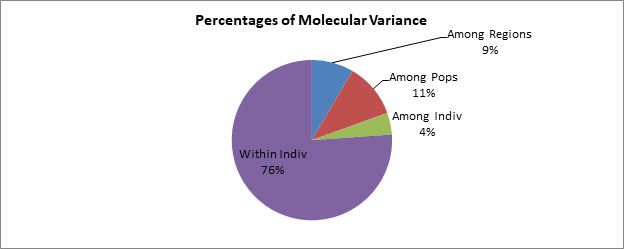 Percentages of Molecular Variance
Among Regions
9%
Among Pops
11%
Among Indiv
4%
Within Indiv
76%